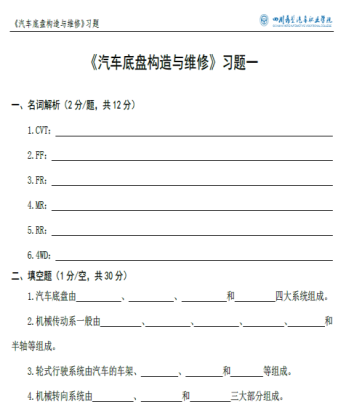 《汽车底盘构造与维修》习题
《汽车底盘构造与维修》习题一
一、名词解析（2分/题，共12分）
1.CVT：
2.FF：
3.FR：
4.MR：
5.RR：
6.4WD：
二、填空题（1分/空，共30分）
1.汽车底盘由________、________、________和________四大系统组成。
2.机械传动系一般由________、________、________、________、________和
半轴等组成。
3.轮式行驶系统由汽车的车架、________、________和________等组成。
4.机械转向系统由________、________和________三大部分组成。